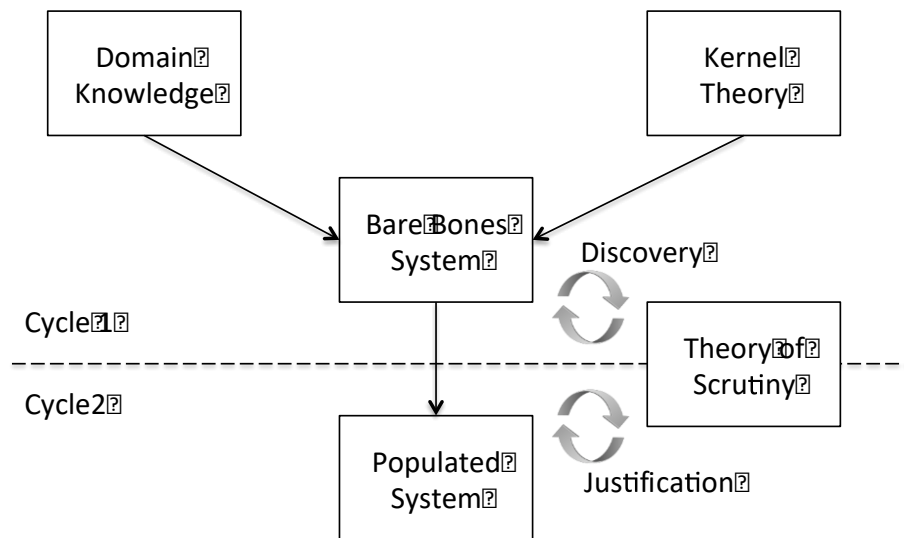 Domain
Knowledge
Kernel
Theory
Bare Bones
System
Discovery
Cycle 1
Theory of
Scrutiny
Cycle2
Populated
System
Justification